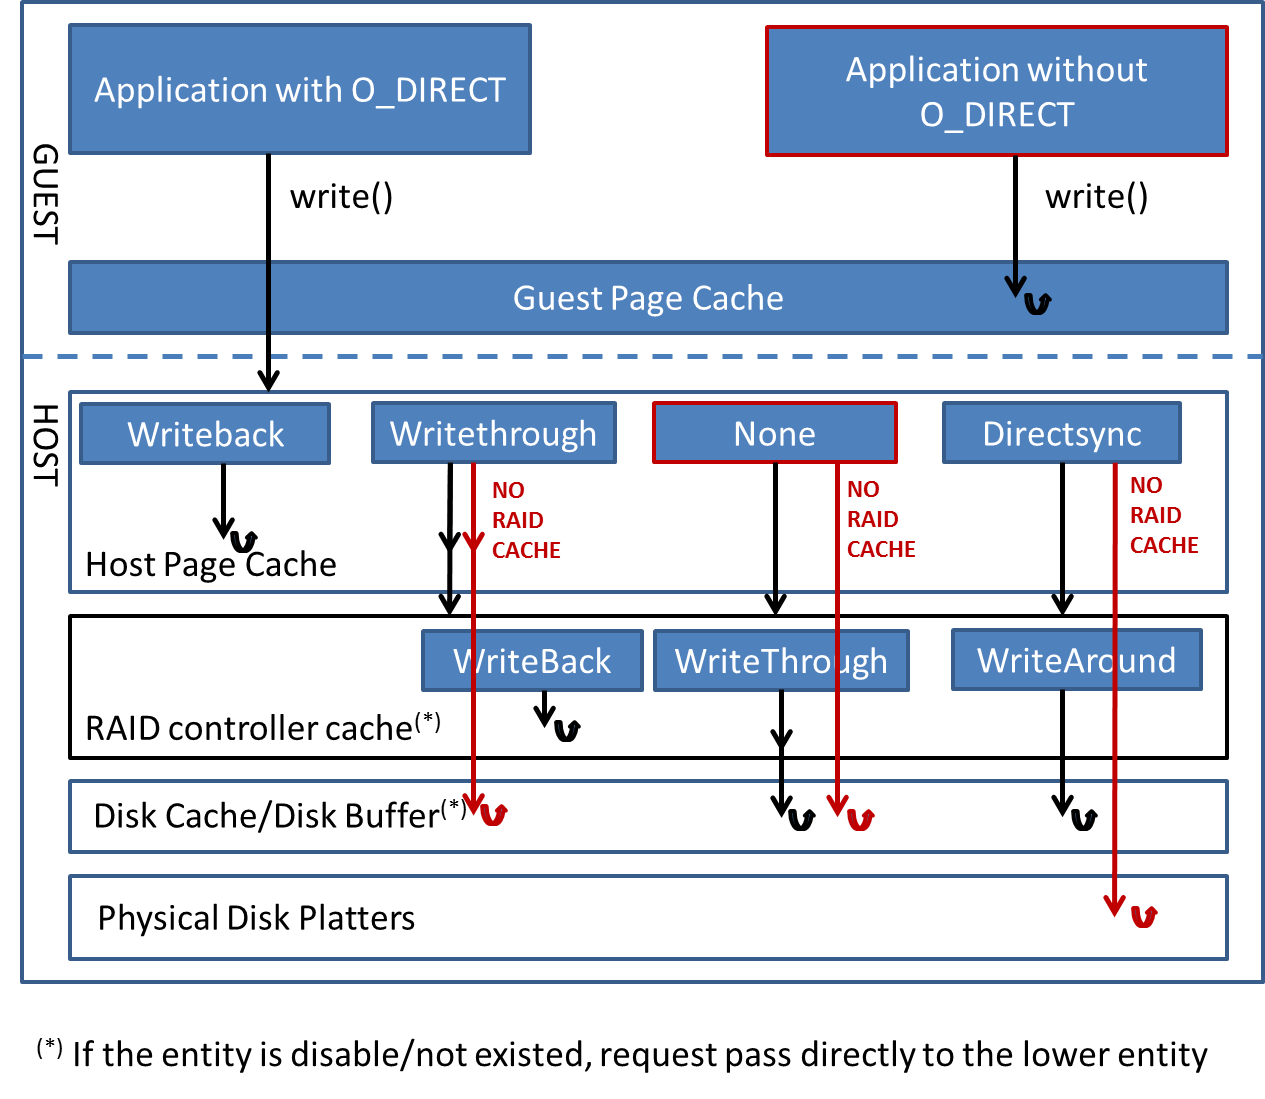 Application with O_DIRECT
Application without
O_DIRECT
GUEST
write()
write()
Guest Page Cache
HOST
Writeback
Writethrough
None
Directsync
NO
RAID
CACHE
NO
RAID
CACHE
NO
RAID
CACHE
Host Page Cache
WriteBack
WriteThrough
WriteAround
RAID controller cache(*)
Disk Cache/Disk Buffer(*)
Physical Disk Platters
(*) If the entity is disable/not existed, request pass directly to the lower entity